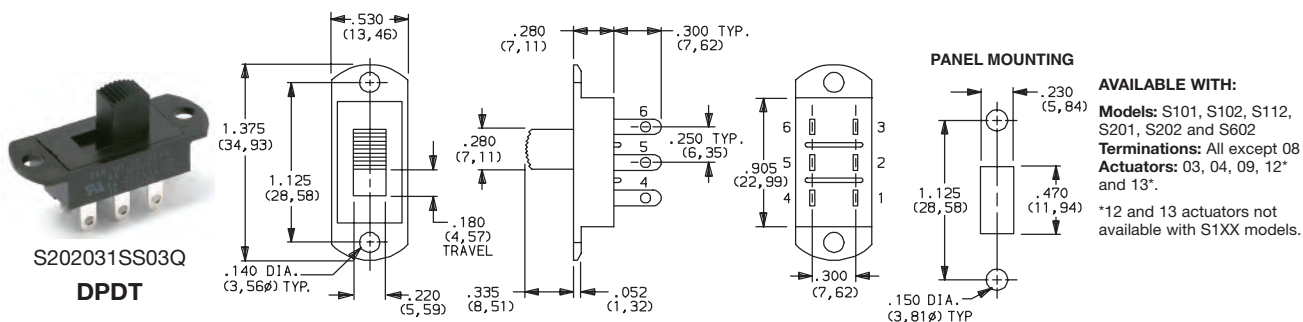 S202031SS03Q
DPDT
.530
(13,46)
1.375
(34,93)
1.125
(28,58)
.180
(4,57)
TRAVEL
.140 DIA.
(3,56ø) TYP.
.220
(5,59)
.280
(7,11)
.300 TYP.
(7,62)
.280
(7,11)
6
5
4
.250 TYP.
(6,35)
.335
(8,51)
.052
(1,32)
.905
(22,99)
6 3
5 2
4 1
.300
(7,62)
PANEL MOUNTING
.230
(5,84)
1.125
(28,58)
.470
(11,94)
.150 DIA.
(3,81ø) TYP
AVAILABLE WITH:
Models: S101, S102, S112,
S201, S202 and S602
Terminations: All except 08
Actuators: 03, 04, 09, 12*
and 13*.
*12 and 13 actuators not
available with S1XX models.